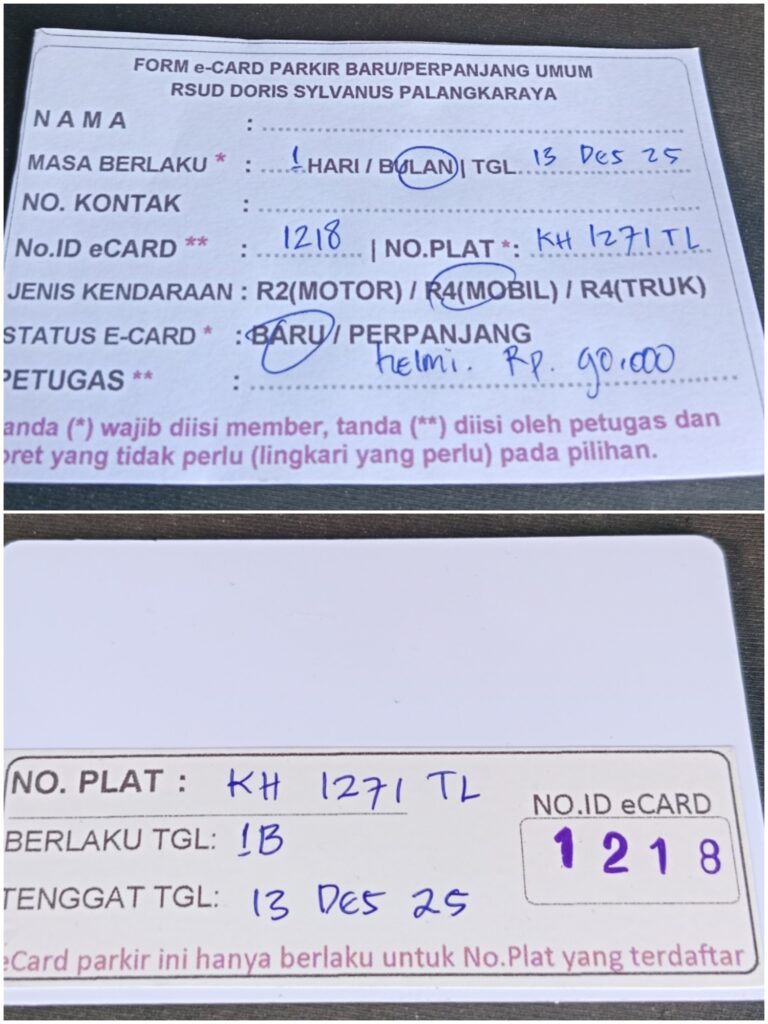 FORM e-CARD PARKIR BARU/PERPANJANG UMUM
RSUD DORIS SYLVANUS PALANGKARAYA
NAMA :
MASA BERLAKU * : 1 HARI / BULAN | TGL 13 DES 25
NO. KONTAK :
No.ID eCARD ** : 1218 | NO.PLAT *: KH 1271 TL
JENIS KENDARAAN : R2(MOTOR) / R4(MOBIL) / R4(TRUK)
STATUS E-CARD * : BARU / PERPANJANG
PETUGAS ** : helmi. Rp. 90.000
anda (*) wajib diisi member, tanda (**) diisi oleh petugas dan
oret yang tidak perlu (lingkari yang perlu) pada pilihan.
NO. PLAT : KH 1271 TL
NO.ID eCARD
BERLAKU TGL: 1B
1218
TENGGAT TGL: 13 DES 25
eCard parkir ini hanya berlaku untuk No.Plat yang terdaftar